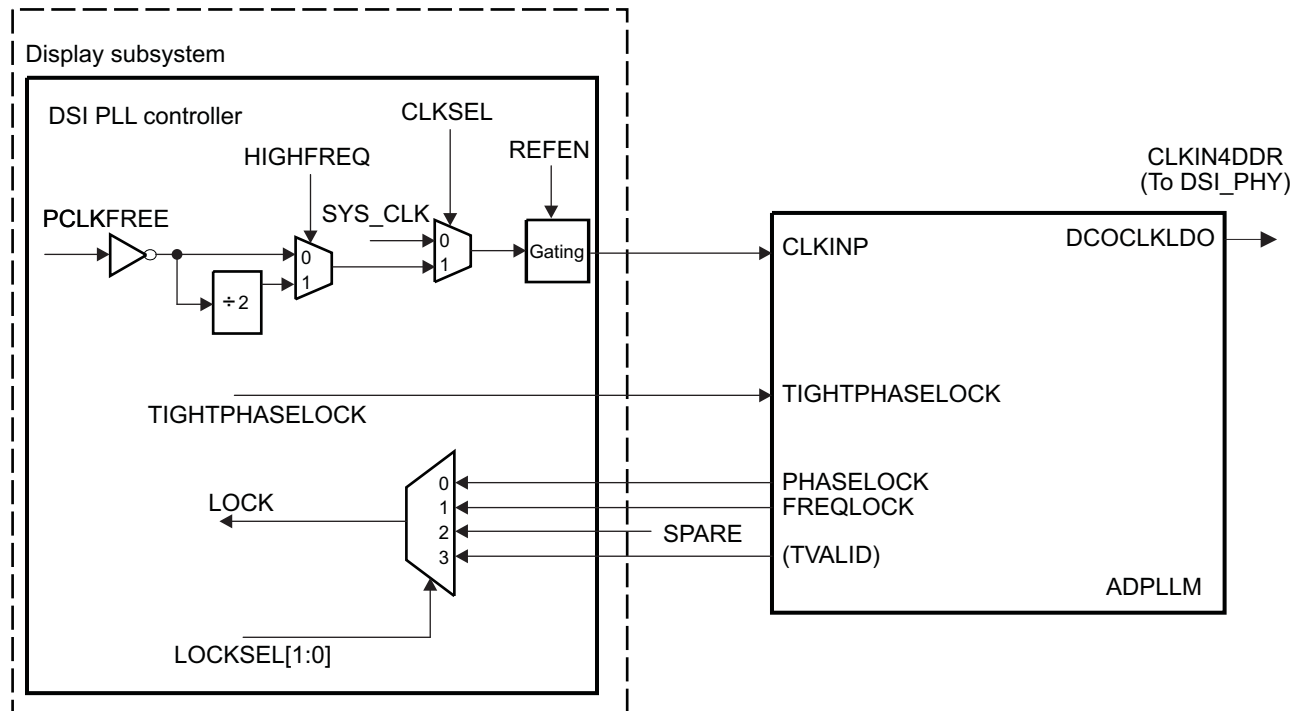 Display subsystem
DSI PLL controller
CLKSEL
HIGHFREQ
REFEN
CLKIN4DDR
(To DSI_PHY)
PCLKFREE
SYS_CLK
0
1
0
1
÷2
Gating
CLKINP
DCOCLKLDO
TIGHTPHASELOCK
TIGHTPHASELOCK
LOCK
0
1
2
3
PHASELOCK
FREQLOCK
SPARE
(TVALID)
ADPLLM
LOCKSEL[1:0]